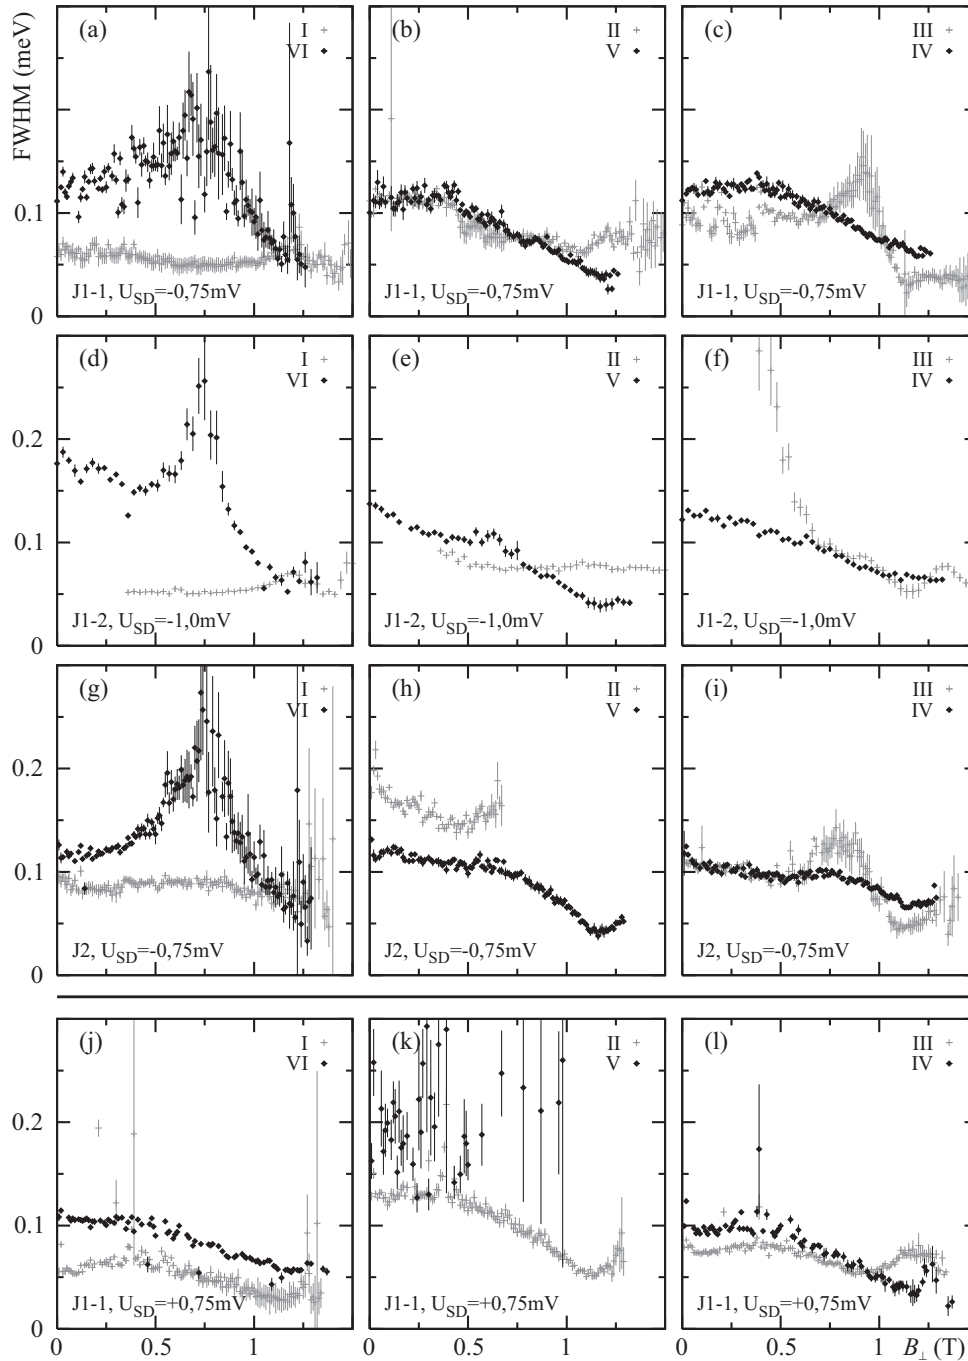 FWHM (meV)
(a)
I
VI
0.1
0
J1-1, U_SD=-0,75mV
(b)
II
V
J1-1, U_SD=-0,75mV
(c)
III
IV
J1-1, U_SD=-0,75mV
(d)
I
VI
0.2
0.1
0
J1-2, U_SD=-1,0mV
(e)
II
V
J1-2, U_SD=-1,0mV
(f)
III
IV
J1-2, U_SD=-1,0mV
(g)
I
VI
0.2
0.1
0
J2, U_SD=-0,75mV
(h)
II
V
J2, U_SD=-0,75mV
(i)
III
IV
J2, U_SD=-0,75mV
(j)
I
VI
0.2
0.1
0
J1-1, U_SD=+0,75mV
(k)
II
V
J1-1, U_SD=+0,75mV
(l)
III
IV
J1-1, U_SD=+0,75mV
0 0.5 1
0 0.5 1
0 0.5 1 B⊥ (T)